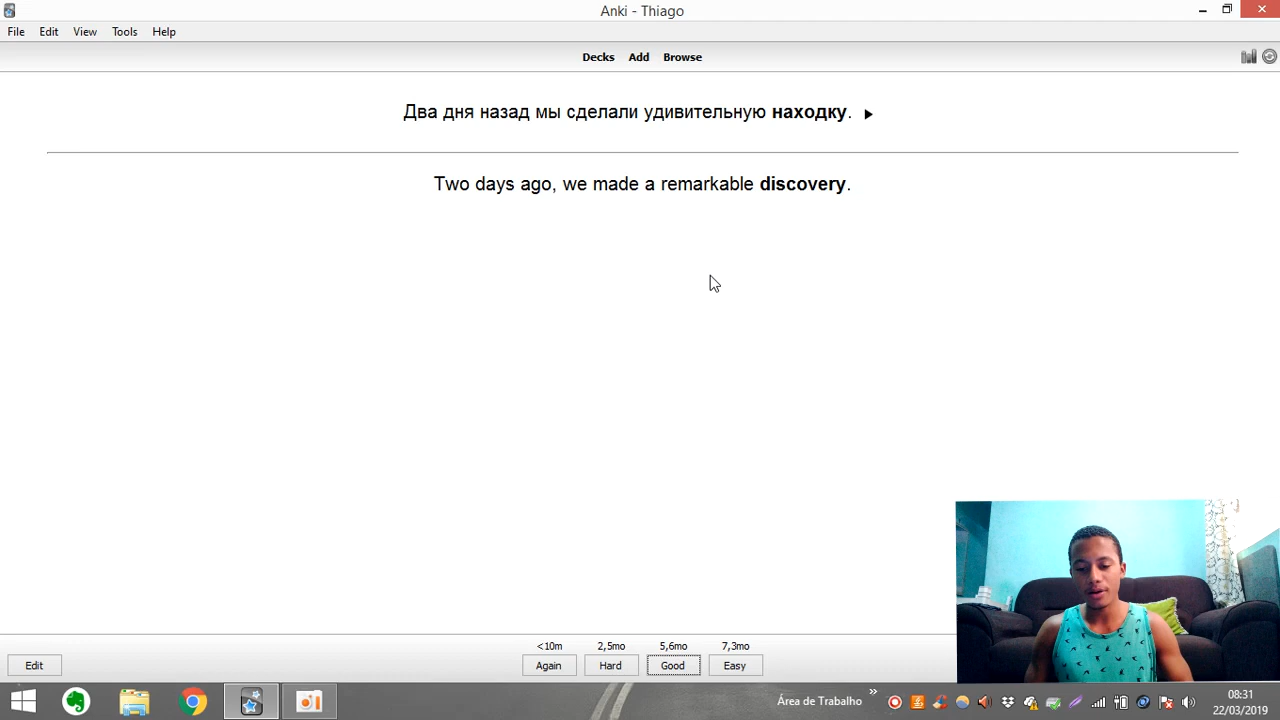 Anki - Thiago
File Edit View Tools Help
Decks Add Browse
Два дня назад мы сделали удивительную находку.
Two days ago, we made a remarkable discovery.
<10m 2,5mo 5,6mo 7,3mo
Edit Again Hard Good Easy
Área de Trabalho » 08:31
22/03/2019